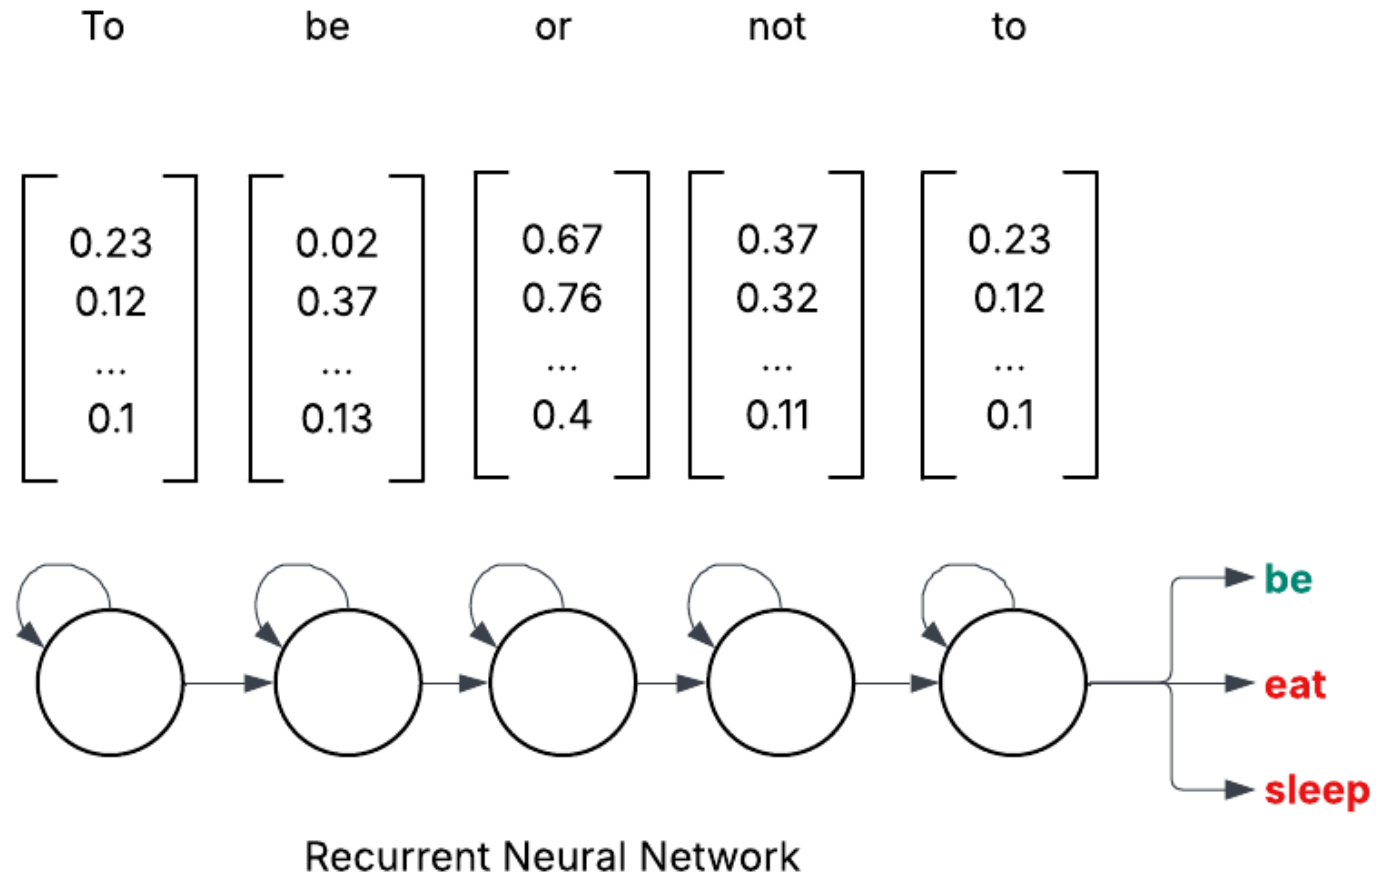 To be or not to
0.23 0.02 0.67 0.37 0.23
0.12 0.37 0.76 0.32 0.12
... ... ... ... ...
0.1 0.13 0.4 0.11 0.1
be
eat
sleep
Recurrent Neural Network